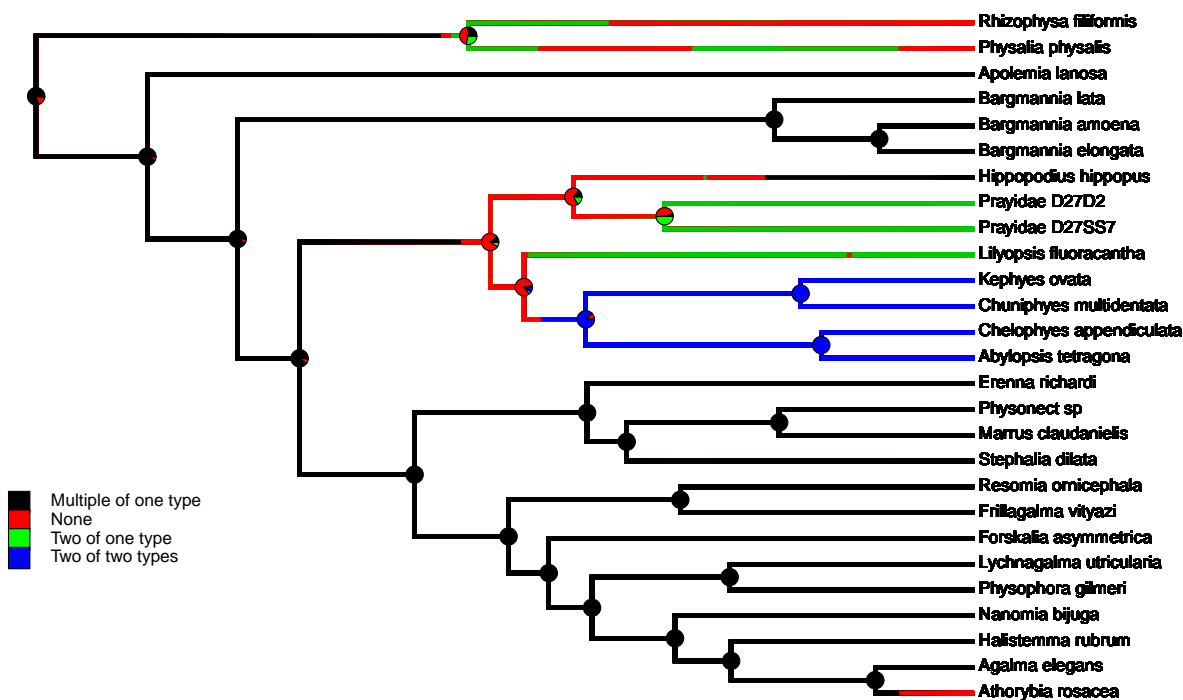 Rhizophysa filiformis
Physalia physalis
Apolemia lanosa
Bargmannia lata
Bargmannia amoena
Bargmannia elongata
Hippopodius hippopus
Prayidae D27D2
Prayidae D27SS7
Lilyopsis fluoracantha
Kephyes ovata
Chuniphyes multidentata
Chelophyes appendiculata
Abylopsis tetragona
Erenna richardi
Physonect sp
Marrus claudanielis
Stephalia dilata
Resomia ornicephala
Frillagalma vityazi
Forskalia asymmetrica
Lychnagalma utricularia
Physophora gilmeri
Nanomia bijuga
Halistemma rubrum
Agalma elegans
Athorybia rosacea
Multiple of one type
None
Two of one type
Two of two types